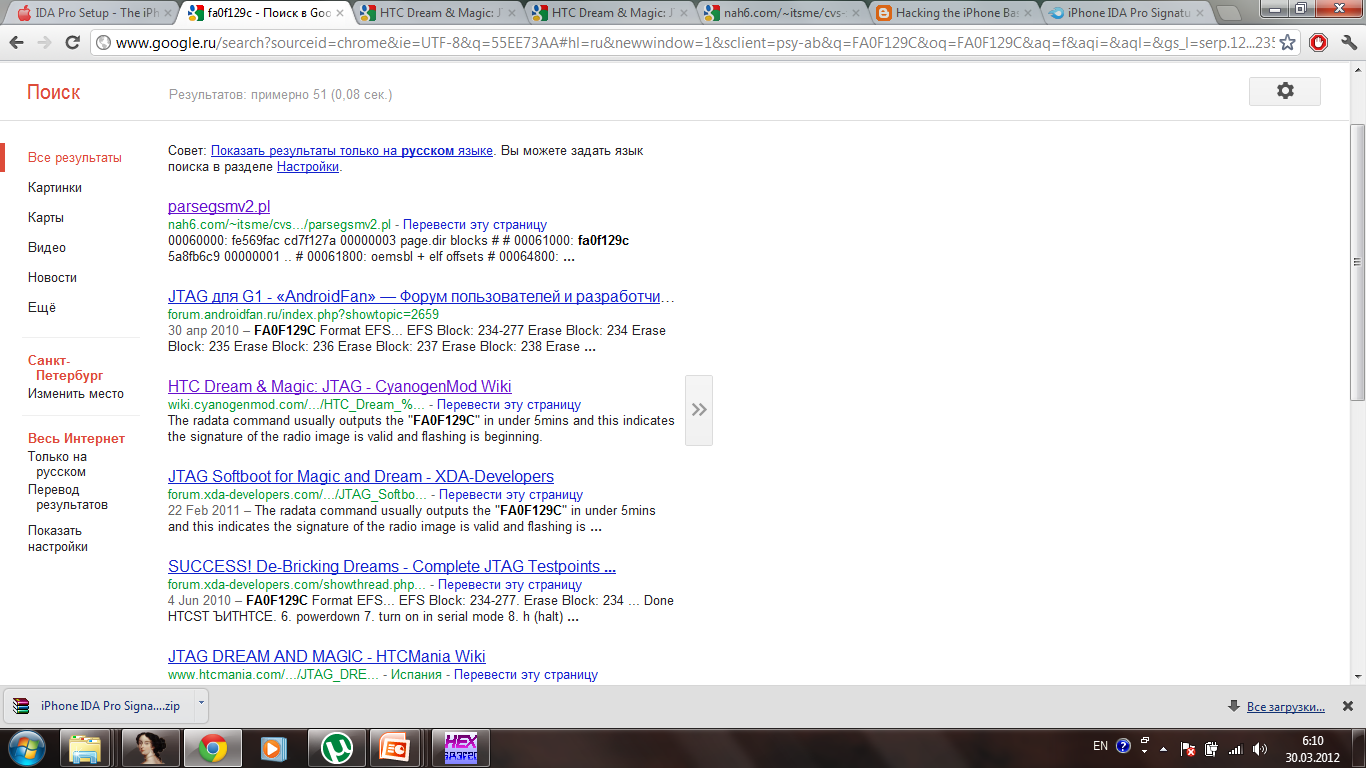 IDA Pro Setup - The iPh
fa0f129c - Поиск в Goo
HTC Dream & Magic: J
HTC Dream & Magic: J
nah6.com/~itsme/cvs-
Hacking the iPhone Bas
iPhone IDA Pro Signatu
www.google.ru/search?sourceid=chrome&ie=UTF-8&q=55EE73AA#hl=ru&newwindow=1&sclient=psy-ab&q=FA0F129C&oq=FA0F129C&aq=f&aqi=&aql=&gs_l=serp.12...235
Поиск
Результатов: примерно 51 (0,08 сек.)
Все результаты
Картинки
Карты
Видео
Новости
Ещё
Санкт-
Петербург
Изменить место
Весь Интернет
Только на
русском
Перевод
результатов
Показать
настройки
Совет: Показать результаты только на русском языке. Вы можете задать язык
поиска в разделе Настройки.
parsegsmv2.pl
nah6.com/~itsme/cvs.../parsegsmv2.pl - Перевести эту страницу
00060000: fe569fac cd7f127a 00000003 page.dir blocks # # 00061000: fa0f129c
5a8fb6c9 00000001 .. # 00061800: oemsbl + elf offsets # 00064800: ...
JTAG для G1 - «AndroidFan» — Форум пользователей и разработчи...
forum.androidfan.ru/index.php?showtopic=2659
30 апр 2010 – FA0F129C Format EFS... EFS Block: 234-277 Erase Block: 234 Erase
Block: 235 Erase Block: 236 Erase Block: 237 Erase Block: 238 Erase ...
HTC Dream & Magic: JTAG - CyanogenMod Wiki
wiki.cyanogenmod.com/.../HTC_Dream_%... - Перевести эту страницу
The radata command usually outputs the "FA0F129C" in under 5mins and this indicates
the signature of the radio image is valid and flashing is beginning.
JTAG Softboot for Magic and Dream - XDA-Developers
forum.xda-developers.com/.../JTAG_Softbo... - Перевести эту страницу
22 Feb 2011 – The radata command usually outputs the "FA0F129C" in under 5mins
and this indicates the signature of the radio image is valid and flashing is ...
SUCCESS! De-Bricking Dreams - Complete JTAG Testpoints ...
forum.xda-developers.com/showthread.php... - Перевести эту страницу
4 Jun 2010 – FA0F129C Format EFS... EFS Block: 234-277. Erase Block: 234 ... Done
HTCST ЪИТНТСЕ. 6. powerdown 7. turn on in serial mode 8. h (halt) ...
JTAG DREAM AND MAGIC - HTCMania Wiki
www.htcmania.com/.../JTAG_DRE... - Испания - Перевести эту страницу
iPhone IDA Pro Signa....zip
Все загрузки...
HEX
EN
6:10
30.03.2012